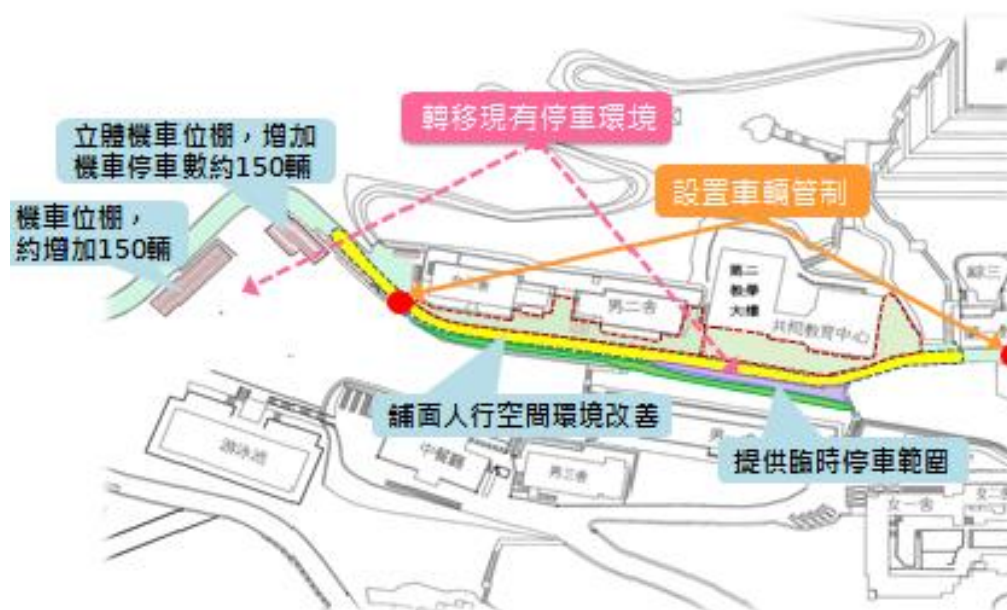 轉移現有停車環境
立體機車位棚，增加
機車停車數約150輛
設置車輛管制
機車位棚，
約增加150輛
第二
教學
大樓
男二舍
共同教育中心
舖面人行空間環境改善
提供臨時停車範圍
游泳池
中餐廳
男三舍
女一舍